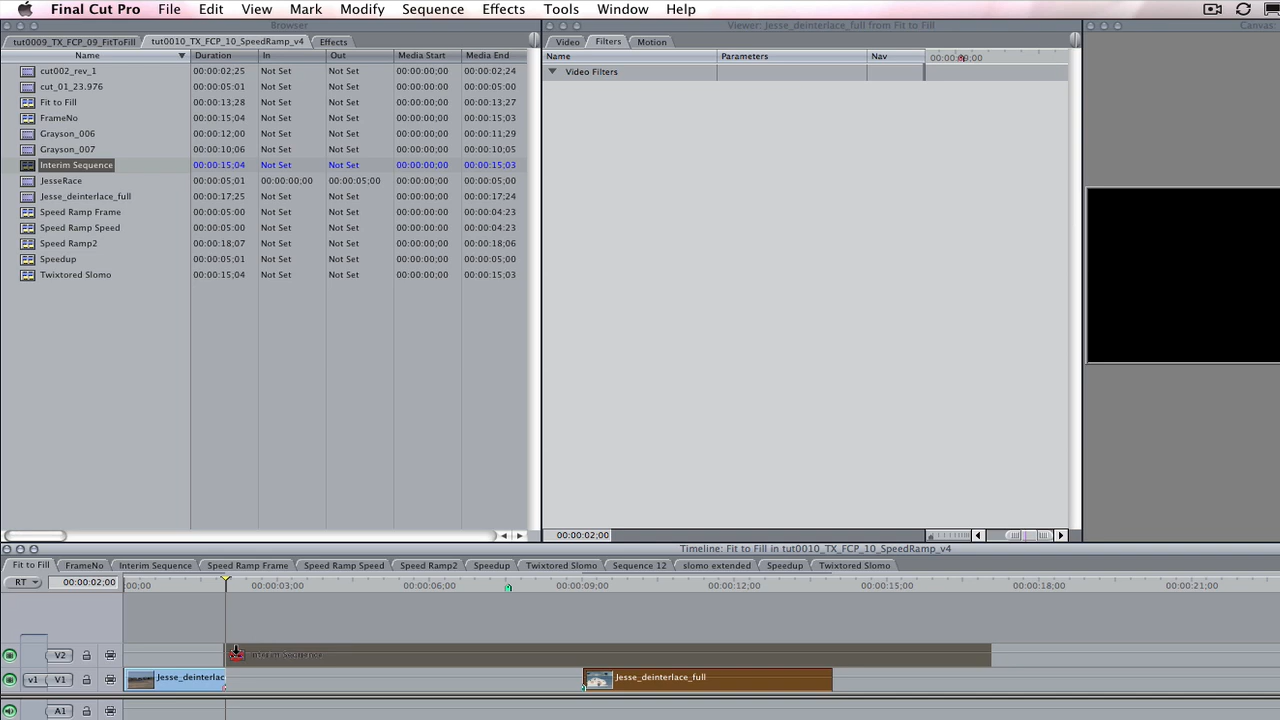 Final Cut Pro File Edit View Mark Modify Sequence Effects Tools Window Help
Browser
Viewer: Jesse_deinterlace_full from Fit to Fill
Canvas:
tut0009_TX_FCP_09_FitToFill tut0010_TX_FCP_10_SpeedRamp_v4 Effects
Video Filters Motion
Name Duration In Out Media Start Media End
Name Parameters Nav 00:00:09;00
Video Filters
cut002_rev_1 00:00:02;25 Not Set Not Set 00:00:00;00 00:00:02;24
cut_01_23.976 00:00:05:01 Not Set Not Set 00:00:00:00 00:00:05:00
Fit to Fill 00:00:13;28 Not Set Not Set 00:00:00;00 00:00:13;27
FrameNo 00:00:15;04 Not Set Not Set 00:00:00;00 00:00:15;03
Grayson_006 00:00:12;00 Not Set Not Set 00:00:00;00 00:00:11;29
Grayson_007 00:00:10;06 Not Set Not Set 00:00:00;00 00:00:10;05
Interim Sequence 00:00:15;04 Not Set Not Set 00:00:00;00 00:00:15;03
JesseRace 00:00:05;01 00:00:00;00 00:00:05;00 00:00:00;00 00:00:05;00
Jesse_deinterlace_full 00:00:17;25 Not Set Not Set 00:00:00;00 00:00:17;24
Speed Ramp Frame 00:00:05:00 Not Set Not Set 00:00:00:00 00:00:04:23
Speed Ramp Speed 00:00:05:00 Not Set Not Set 00:00:00:00 00:00:04:23
Speed Ramp2 00:00:18;07 Not Set Not Set 00:00:00;00 00:00:18;06
Speedup 00:00:05;01 Not Set Not Set 00:00:00;00 00:00:05;00
Twixtored Slomo 00:00:15;04 Not Set Not Set 00:00:00;00 00:00:15;03
00:00:02;00
Timeline: Fit to Fill in tut0010_TX_FCP_10_SpeedRamp_v4
Fit to Fill FrameNo Interim Sequence Speed Ramp Frame Speed Ramp Speed Speed Ramp2 Speedup Twixtored Slomo Sequence 12 slomo extended Speedup Twixtored Slomo
RT 00:00:02;00 00;00 00:00:03;00 00:00:06;00 00:00:09;00 00:00:12;00 00:00:15;00 00:00:18;00 00:00:21;00
V2 Interim Sequence
v1 V1 Jesse_deinterlac Jesse_deinterlace_full
A1